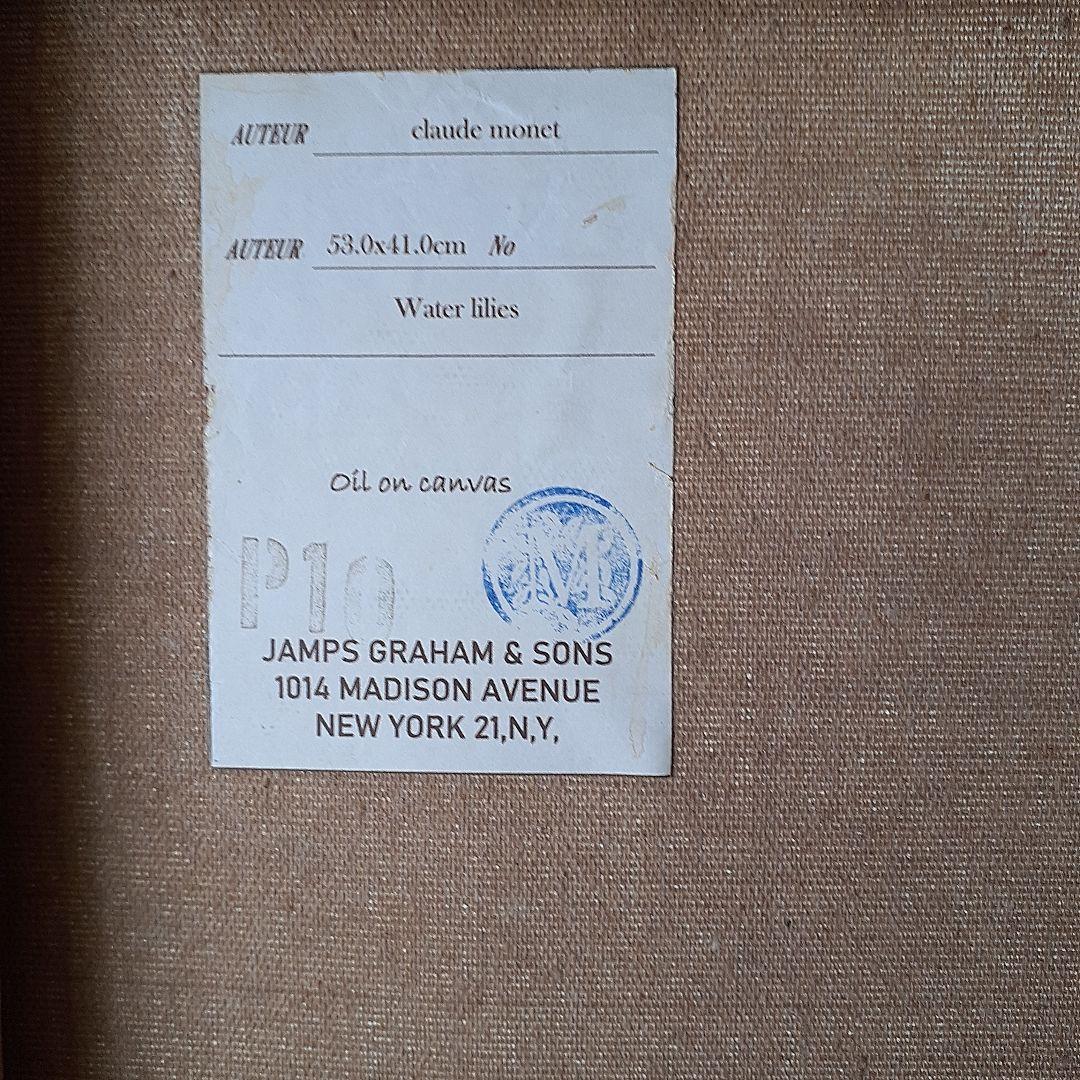 AUTEUR claude monet
AUTEUR 53.0x41.0cm No
Water lilies
Oil on canvas
P10
M
JAMPS GRAHAM & SONS
1014 MADISON AVENUE
NEW YORK 21,N,Y,